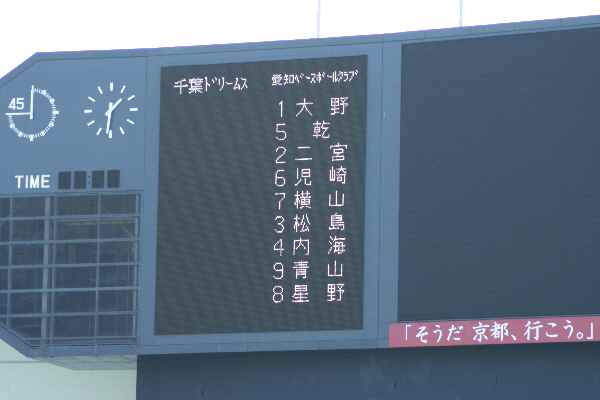 45
TIME
千葉ドリームス 愛知ベースボールクラブ
1 大野
5 乾
2 二宮
6 児崎
7 横山
3 松島
4 内海
9 青山
8 星野
「そうだ 京都、行こう。」